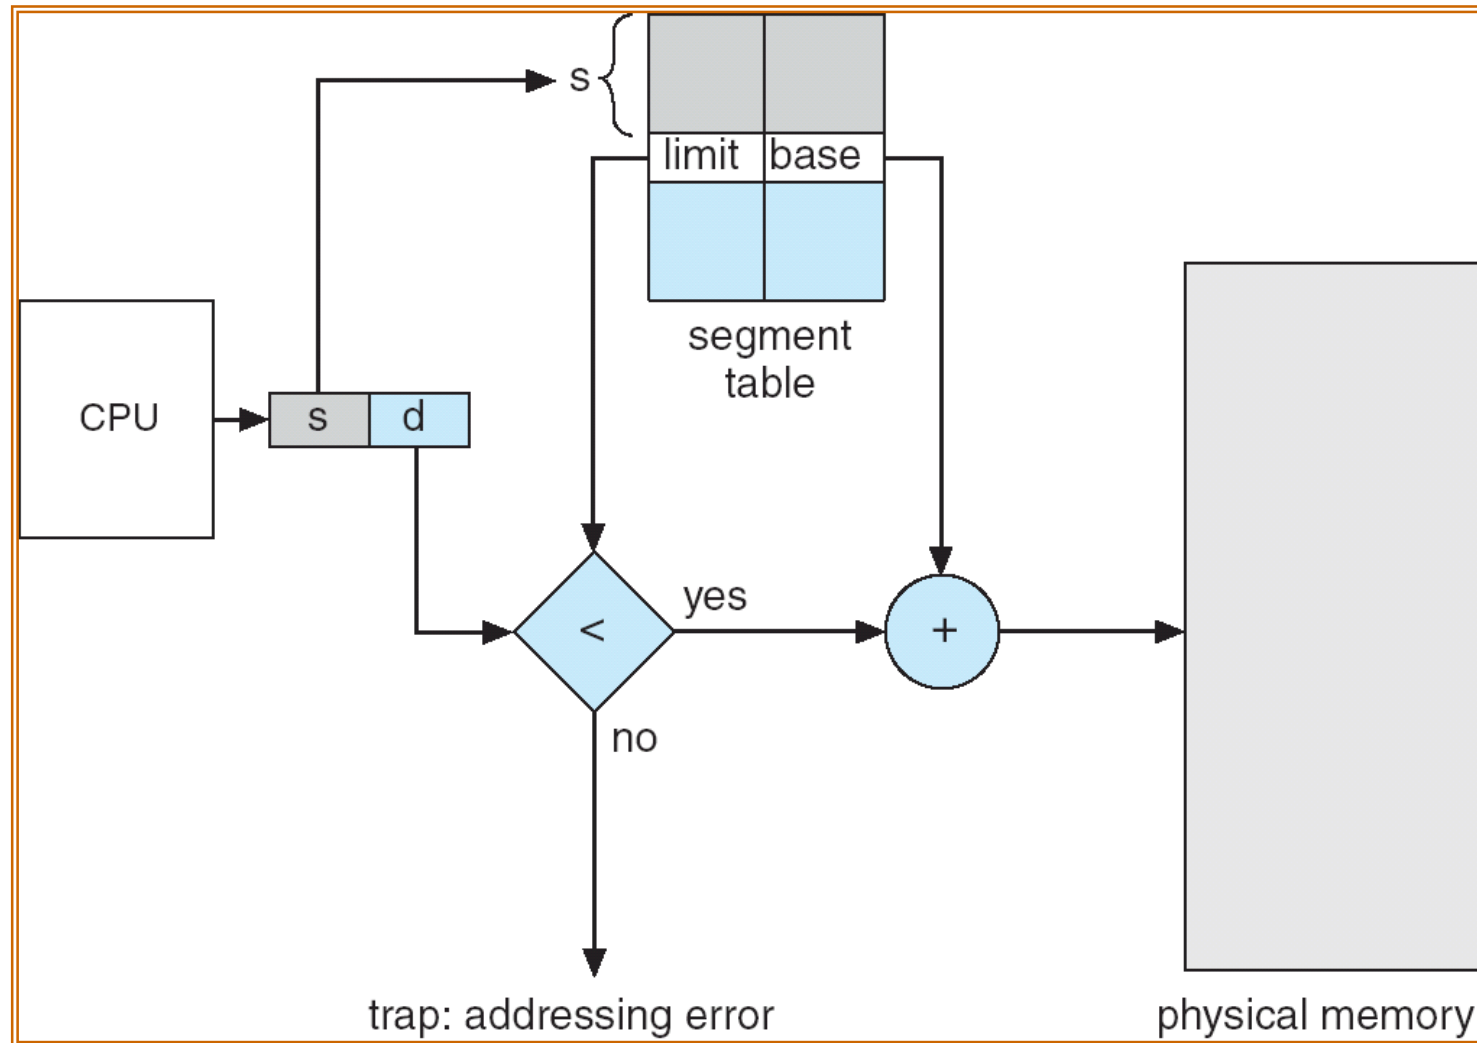 s
limit base
segment
table
CPU
s d
yes
<
+
no
trap: addressing error
physical memory